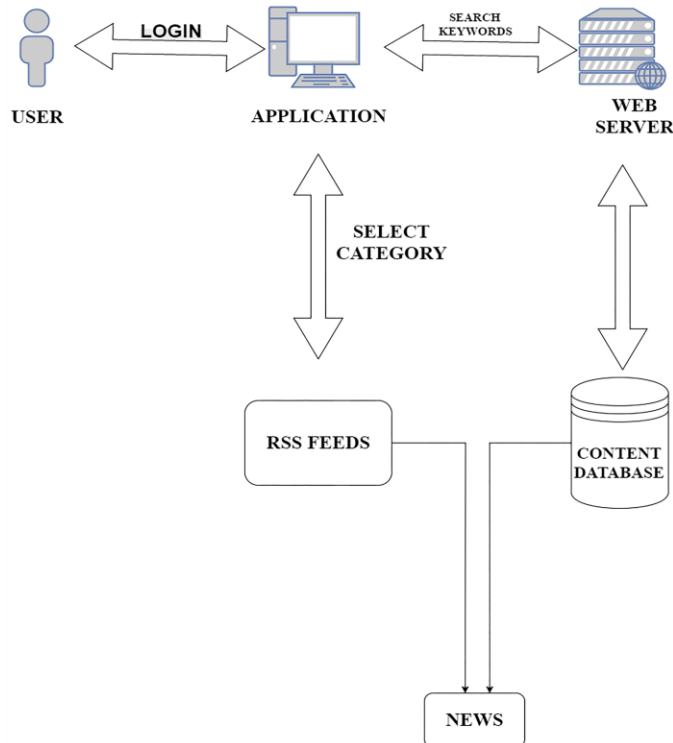 LOGIN
SEARCH
KEYWORDS
USER
APPLICATION
WEB
SERVER
SELECT
CATEGORY
RSS FEEDS
CONTENT
DATABASE
NEWS